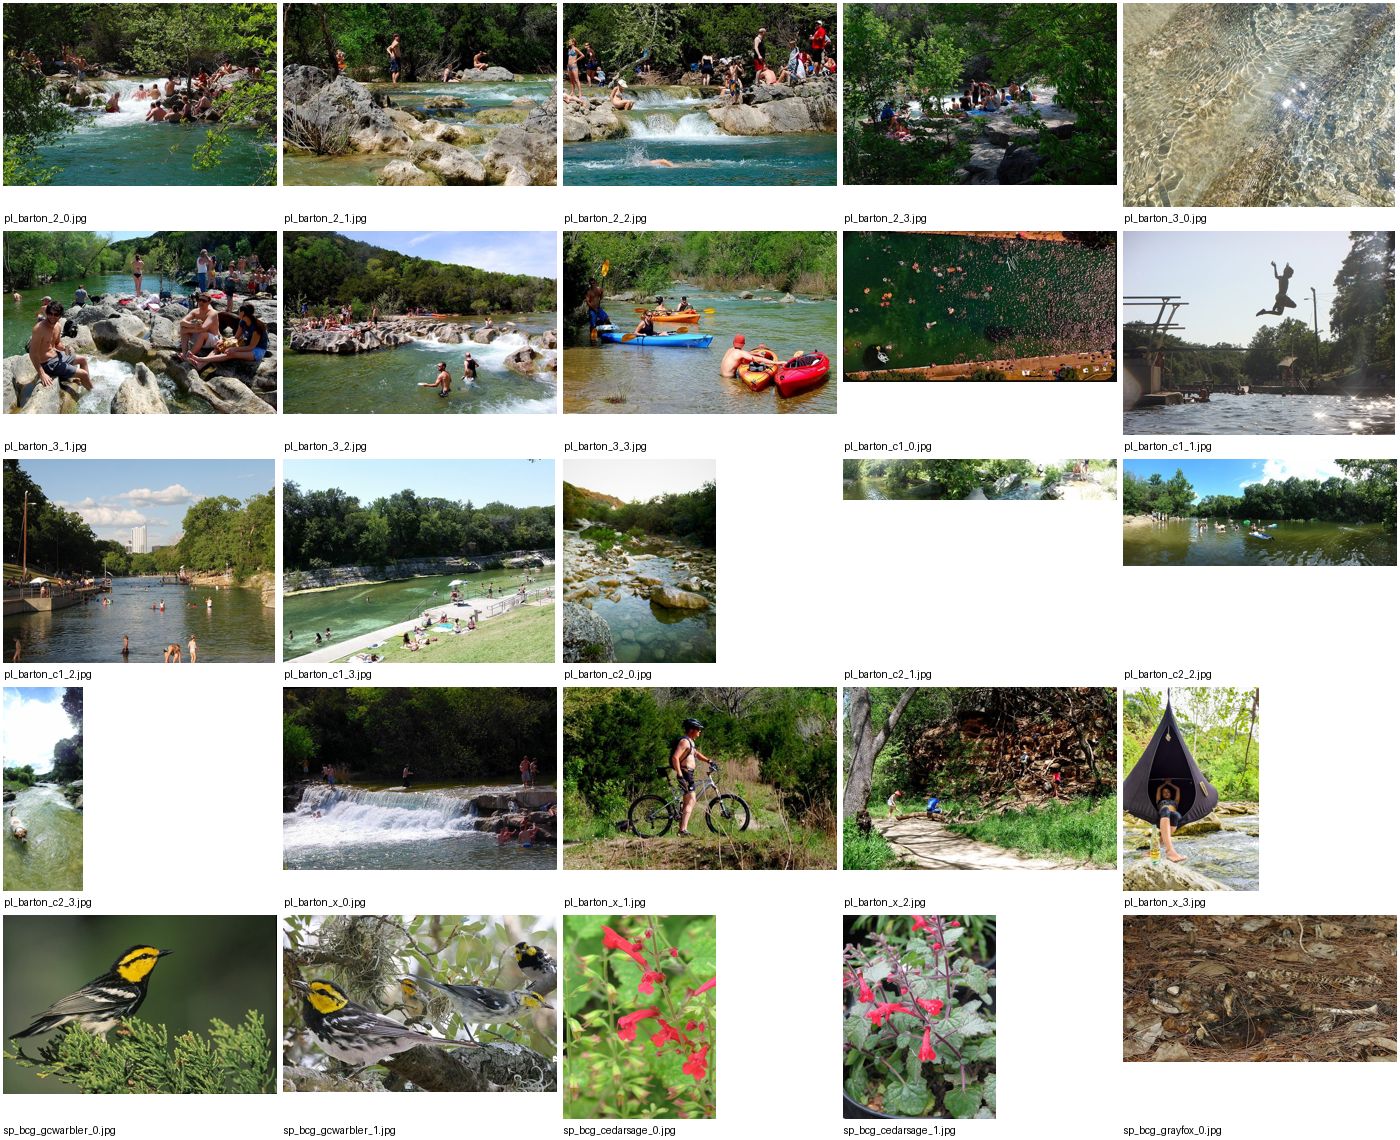 pl_barton_2_0.jpg
pl_barton_2_1.jpg
pl_barton_2_2.jpg
pl_barton_2_3.jpg
pl_barton_3_0.jpg
pl_barton_3_1.jpg
pl_barton_3_2.jpg
pl_barton_3_3.jpg
pl_barton_c1_0.jpg
pl_barton_c1_1.jpg
pl_barton_c1_2.jpg
pl_barton_c1_3.jpg
pl_barton_c2_0.jpg
pl_barton_c2_1.jpg
pl_barton_c2_2.jpg
pl_barton_c2_3.jpg
pl_barton_x_0.jpg
pl_barton_x_1.jpg
pl_barton_x_2.jpg
pl_barton_x_3.jpg
sp_bcg_gcwarbler_0.jpg
sp_bcg_gcwarbler_1.jpg
sp_bcg_cedarsage_0.jpg
sp_bcg_cedarsage_1.jpg
sp_bcg_grayfox_0.jpg